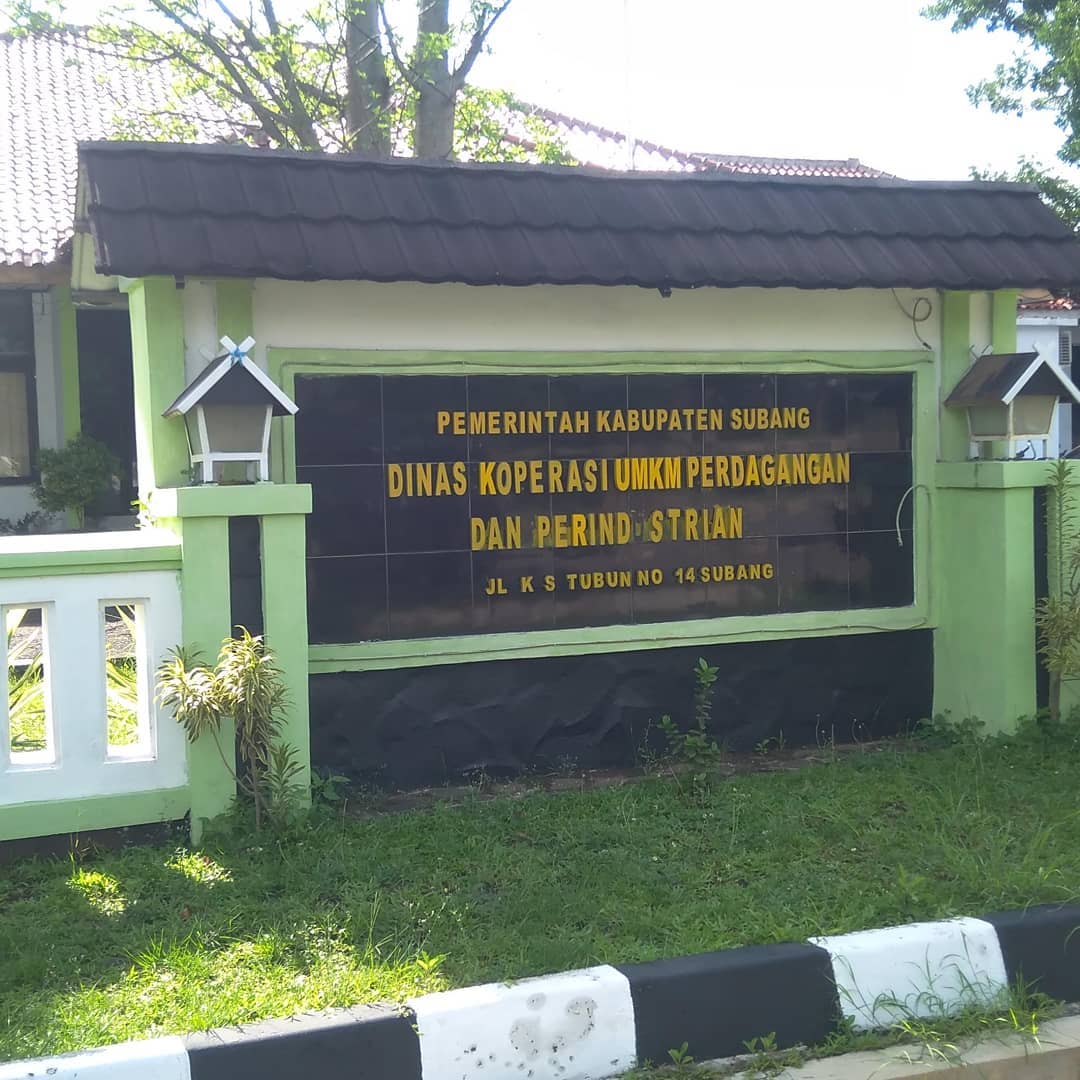 PEMERINTAH KABUPATEN SUBANG
DINAS KOPERASI UMKM PERDAGANGAN
DAN PERIND STRIAN
JL K S TUBUN NO 14 SUBANG